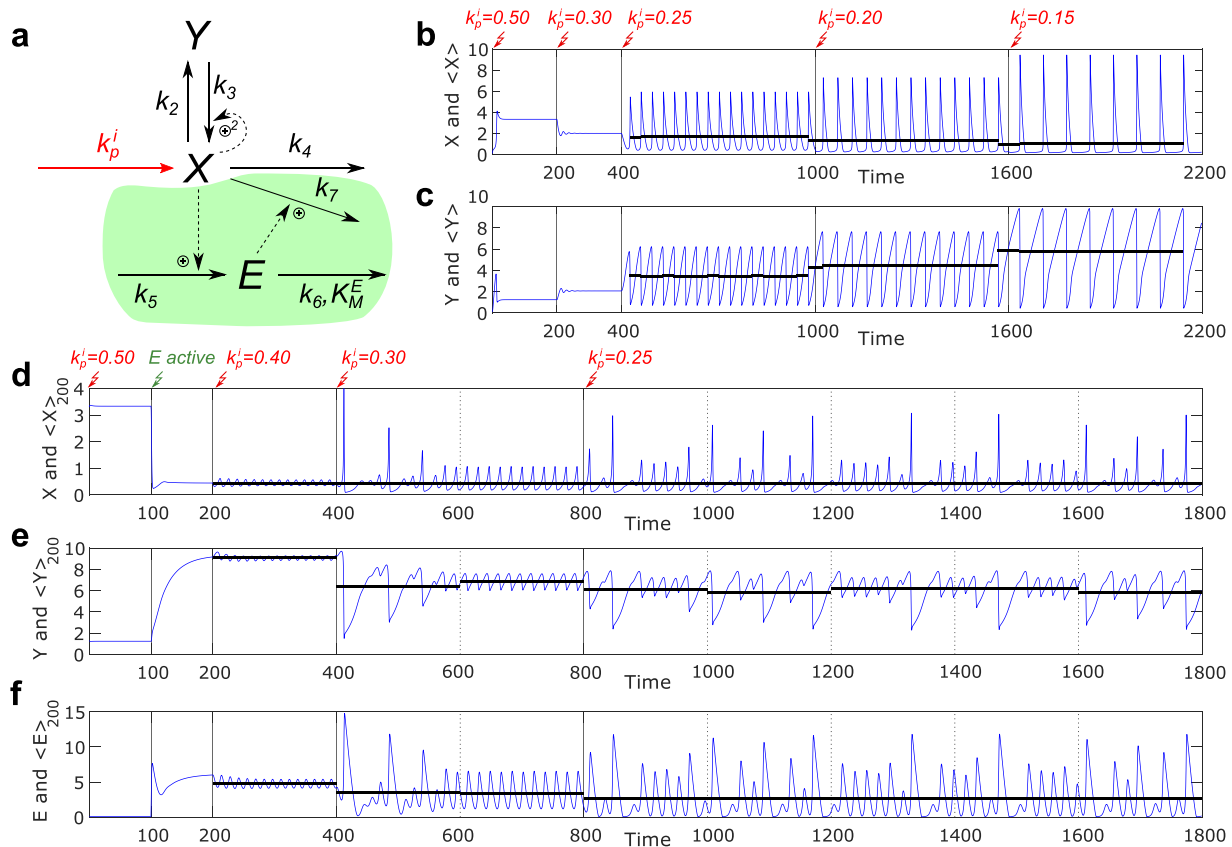 a
Y
k2
k3
⊕2
k_p^i
X
k4
k7
⊕
⊕
E
k5
k6, K_M^E
b
k_p^i=0.50 k_p^i=0.30 k_p^i=0.25 k_p^i=0.20 k_p^i=0.15
X and <X>
10
8
6
4
2
0
200 400 1000 1600 2200
Time
c
Y and <Y>
10
8
6
4
2
0
200 400 1000 1600 2200
Time
k_p^i=0.50 E active k_p^i=0.40 k_p^i=0.30 k_p^i=0.25
d
X and <X>200
4
3
2
1
0
100 200 400 600 800 1000 1200 1400 1600 1800
Time
e
Y and <Y>200
10
8
6
4
2
0
100 200 400 600 800 1000 1200 1400 1600 1800
Time
f
E and <E>200
15
10
5
0
100 200 400 600 800 1000 1200 1400 1600 1800
Time